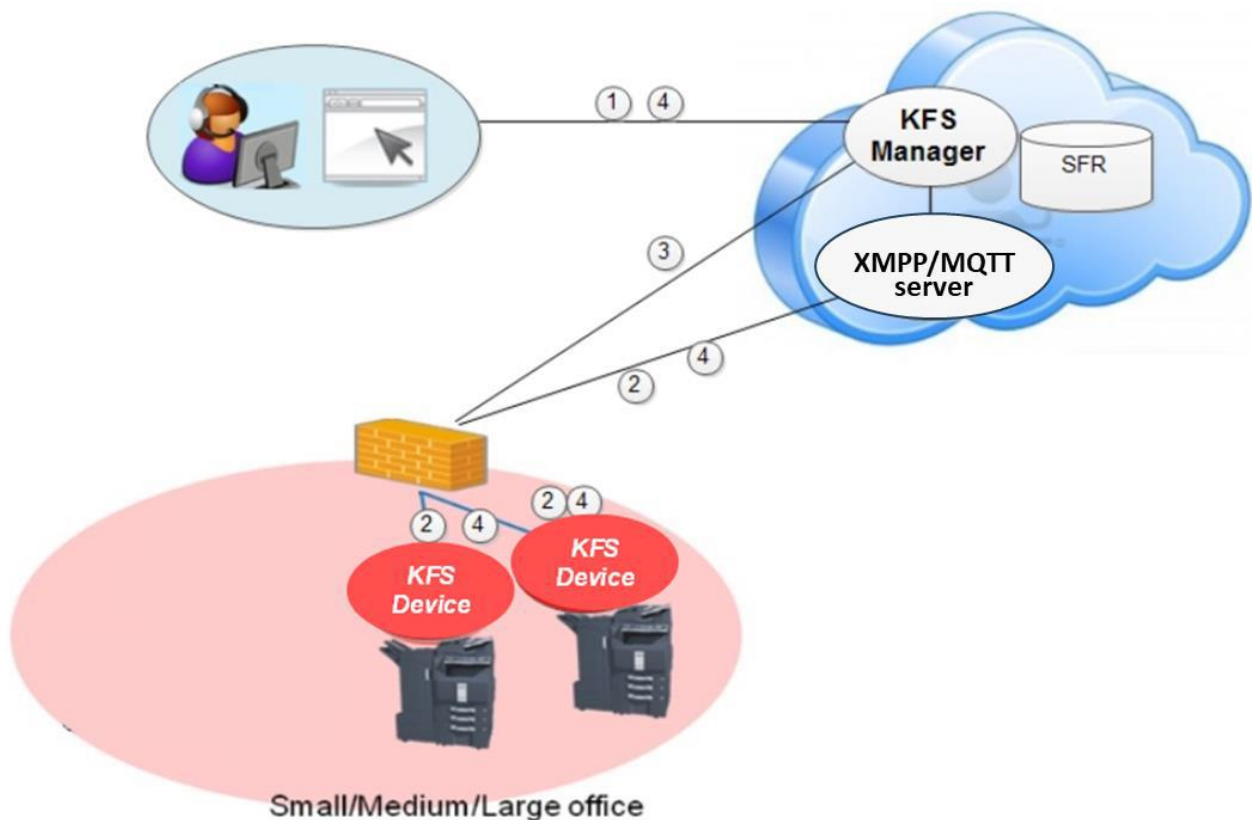 1 4
KFS
Manager
SFR
XMPP/MQTT
server
3
4
2
2 4
2 4
KFS
Device
KFS
Device
Small/Medium/Large office